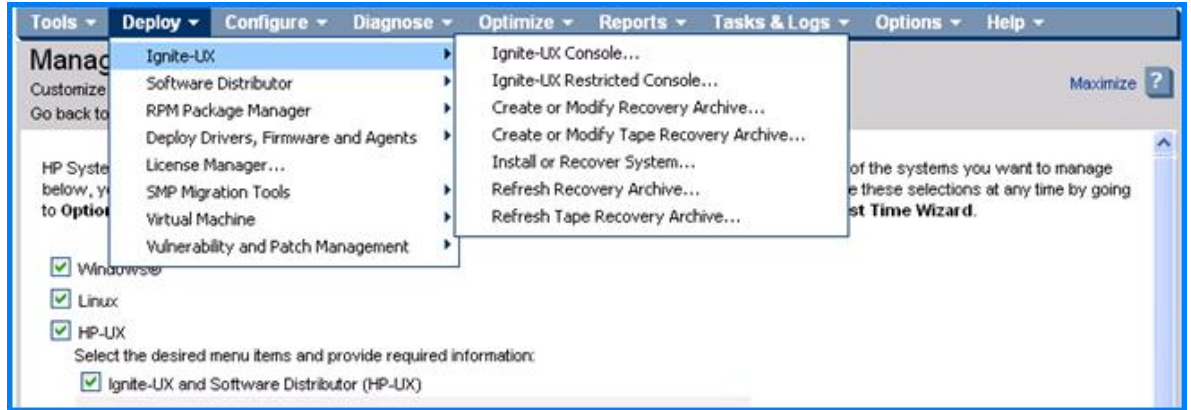 Tools Deploy Configure Diagnose Optimize Reports Tasks & Logs Options Help
Manag
Customize
Go back to
Maximize ?
Ignite-UX
Software Distributor
RPM Package Manager
Deploy Drivers, Firmware and Agents
License Manager...
SMP Migration Tools
Virtual Machine
Vulnerability and Patch Management
Ignite-UX Console...
Ignite-UX Restricted Console...
Create or Modify Recovery Archive...
Create or Modify Tape Recovery Archive...
Install or Recover System...
Refresh Recovery Archive...
Refresh Tape Recovery Archive...
HP Syste of the systems you want to manage
below, y these selections at any time by going
to Option st Time Wizard.
Windows®
Linux
HP-UX
Select the desired menu items and provide required information:
Ignite-UX and Software Distributor (HP-UX)